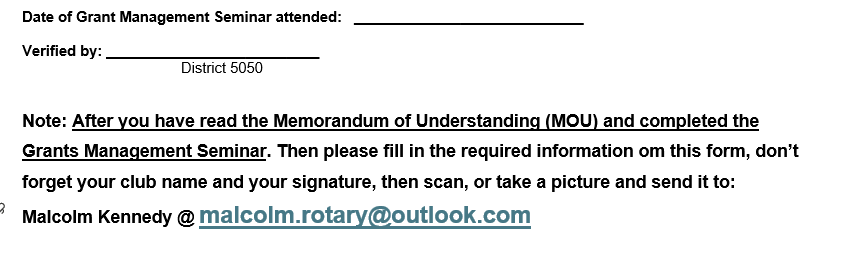 Date of Grant Management Seminar attended: ____________________________
Verified by: __________________________
District 5050
Note: After you have read the Memorandum of Understanding (MOU) and completed the
Grants Management Seminar. Then please fill in the required information om this form, don't
forget your club name and your signature, then scan, or take a picture and send it to:
Malcolm Kennedy @ malcolm.rotary@outlook.com